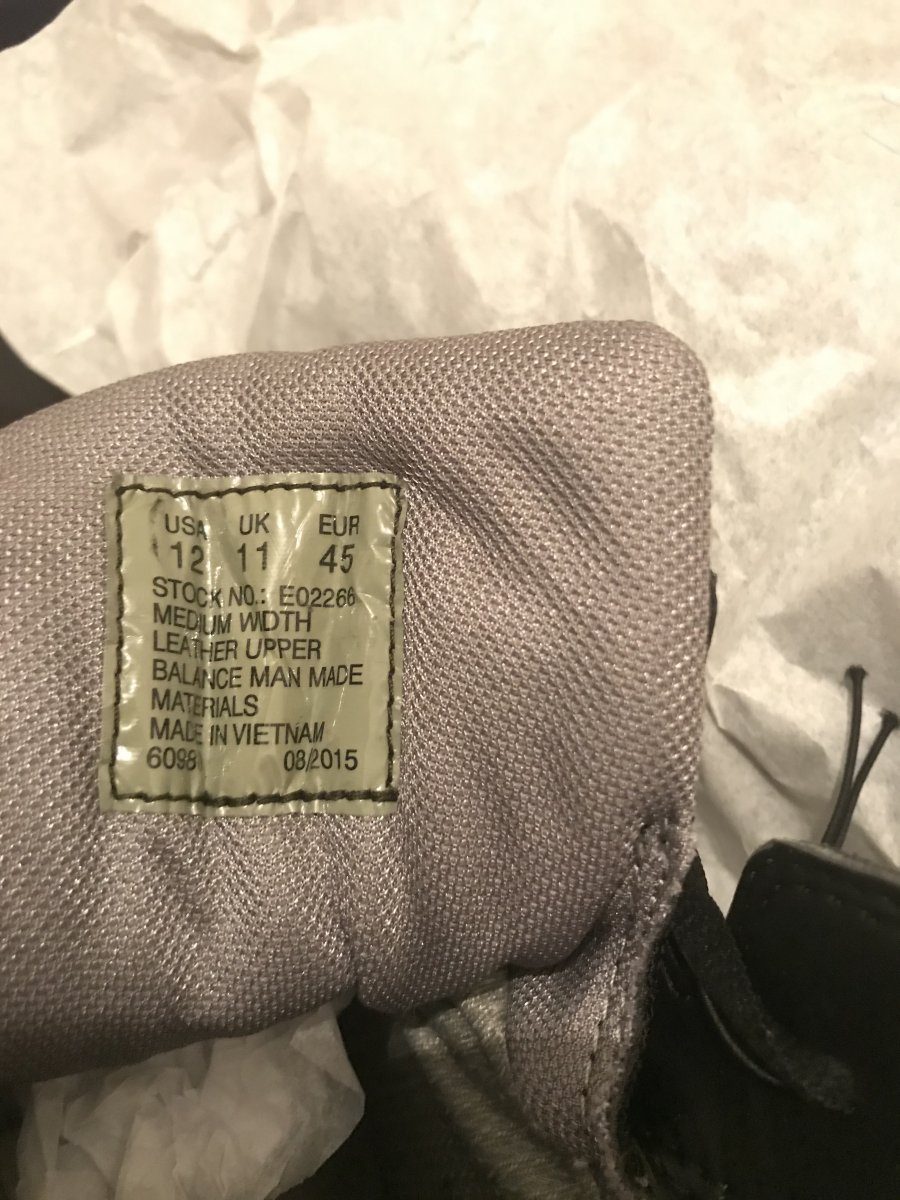 USA UK EUR
12 11 45
STOCK NO.: E02266
MEDIUM WIDTH
LEATHER UPPER
BALANCE MAN MADE
MATERIALS
MADE IN VIETNAM
6098 08/2015